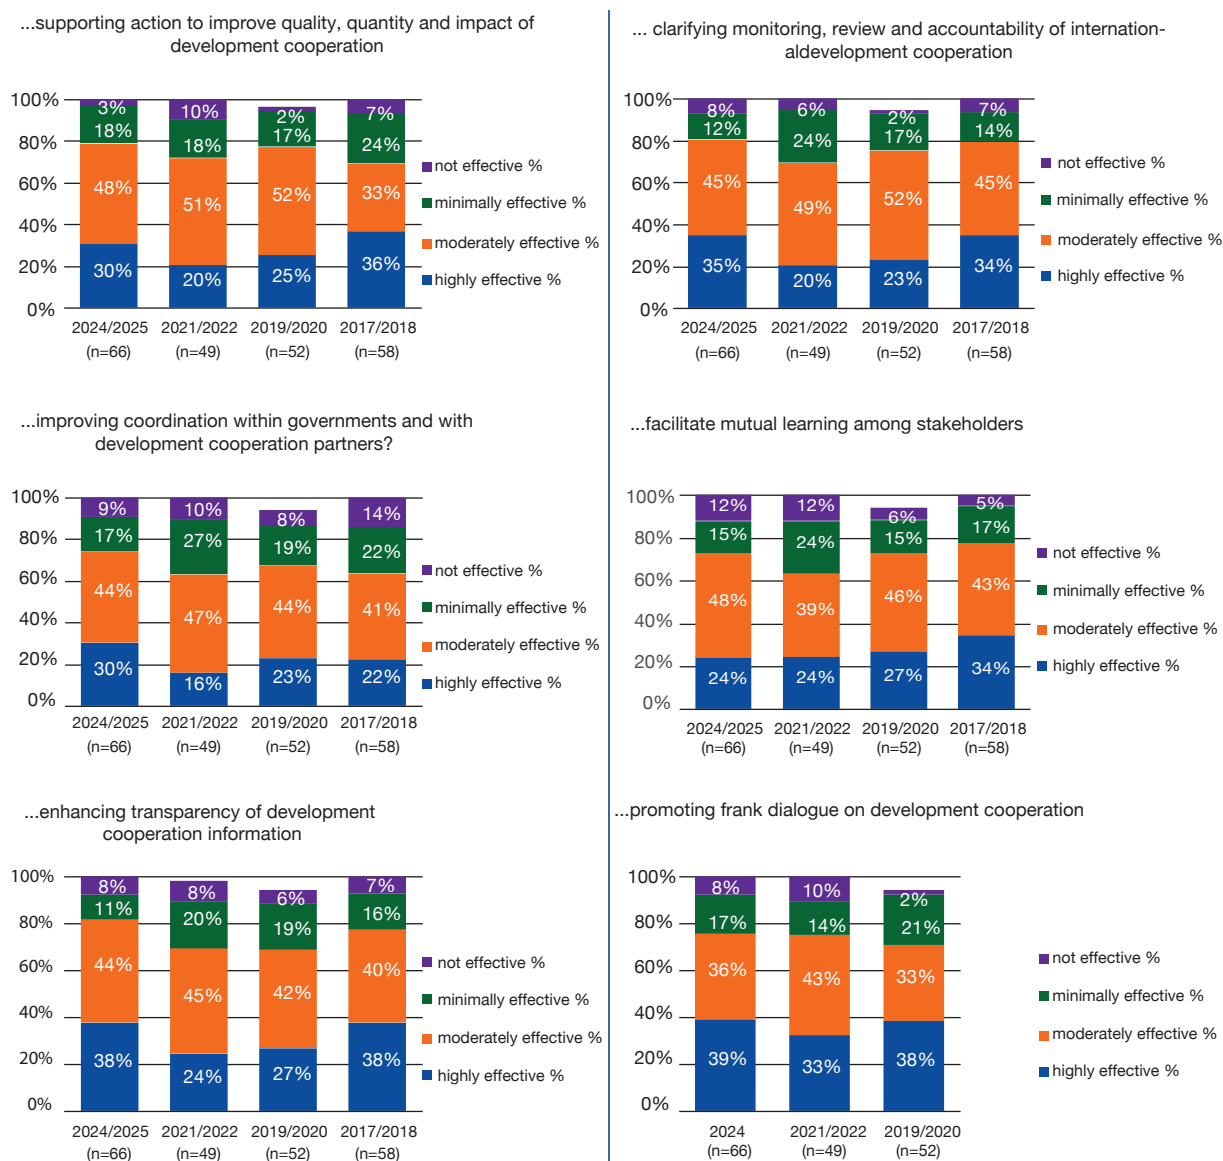 ...supporting action to improve quality, quantity and impact of
development cooperation
100%
80%
60%
40%
20%
0%
3%
18%
48%
30%
10%
18%
51%
20%
2%
17%
52%
25%
7%
24%
33%
36%
not effective %
minimally effective %
moderately effective %
highly effective %
2024/2025
(n=66)
2021/2022
(n=49)
2019/2020
(n=52)
2017/2018
(n=58)
... clarifying monitoring, review and accountability of internation-
aldevelopment cooperation
100%
80%
60%
40%
20%
0%
8%
12%
45%
35%
6%
24%
49%
20%
2%
17%
52%
23%
7%
14%
45%
34%
not effective %
minimally effective %
moderately effective %
highly effective %
2024/2025
(n=66)
2021/2022
(n=49)
2019/2020
(n=52)
2017/2018
(n=58)
...improving coordination within governments and with
development cooperation partners?
100%
80%
60%
40%
20%
0%
9%
17%
44%
30%
10%
27%
47%
16%
8%
19%
44%
23%
14%
22%
41%
22%
not effective %
minimally effective %
moderately effective %
highly effective %
2024/2025
(n=66)
2021/2022
(n=49)
2019/2020
(n=52)
2017/2018
(n=58)
...facilitate mutual learning among stakeholders
100%
80%
60%
40%
20%
0%
12%
15%
48%
24%
12%
24%
39%
24%
6%
15%
46%
27%
5%
17%
43%
34%
not effective %
minimally effective %
moderately effective %
highly effective %
2024/2025
(n=66)
2021/2022
(n=49)
2019/2020
(n=52)
2017/2018
(n=58)
...enhancing transparency of development
cooperation information
100%
80%
60%
40%
20%
0%
8%
11%
44%
38%
8%
20%
45%
24%
6%
19%
42%
27%
7%
16%
40%
38%
not effective %
minimally effective %
moderately effective %
highly effective %
2024/2025
(n=66)
2021/2022
(n=49)
2019/2020
(n=52)
2017/2018
(n=58)
...promoting frank dialogue on development cooperation
100%
80%
60%
40%
20%
0%
8%
17%
36%
39%
10%
14%
43%
33%
2%
21%
33%
38%
not effective %
minimally effective %
moderately effective %
highly effective %
2024
(n=66)
2021/2022
(n=49)
2019/2020
(n=52)